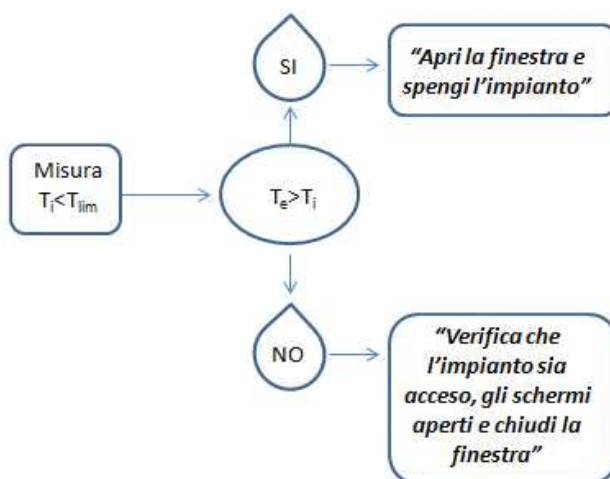 SI
“Apri la finestra e
spengi l’impianto”
Misura
Ti<Tlim
Te>Ti
NO
“Verifica che
l’impianto sia
acceso, gli schermi
aperti e chiudi la
finestra”